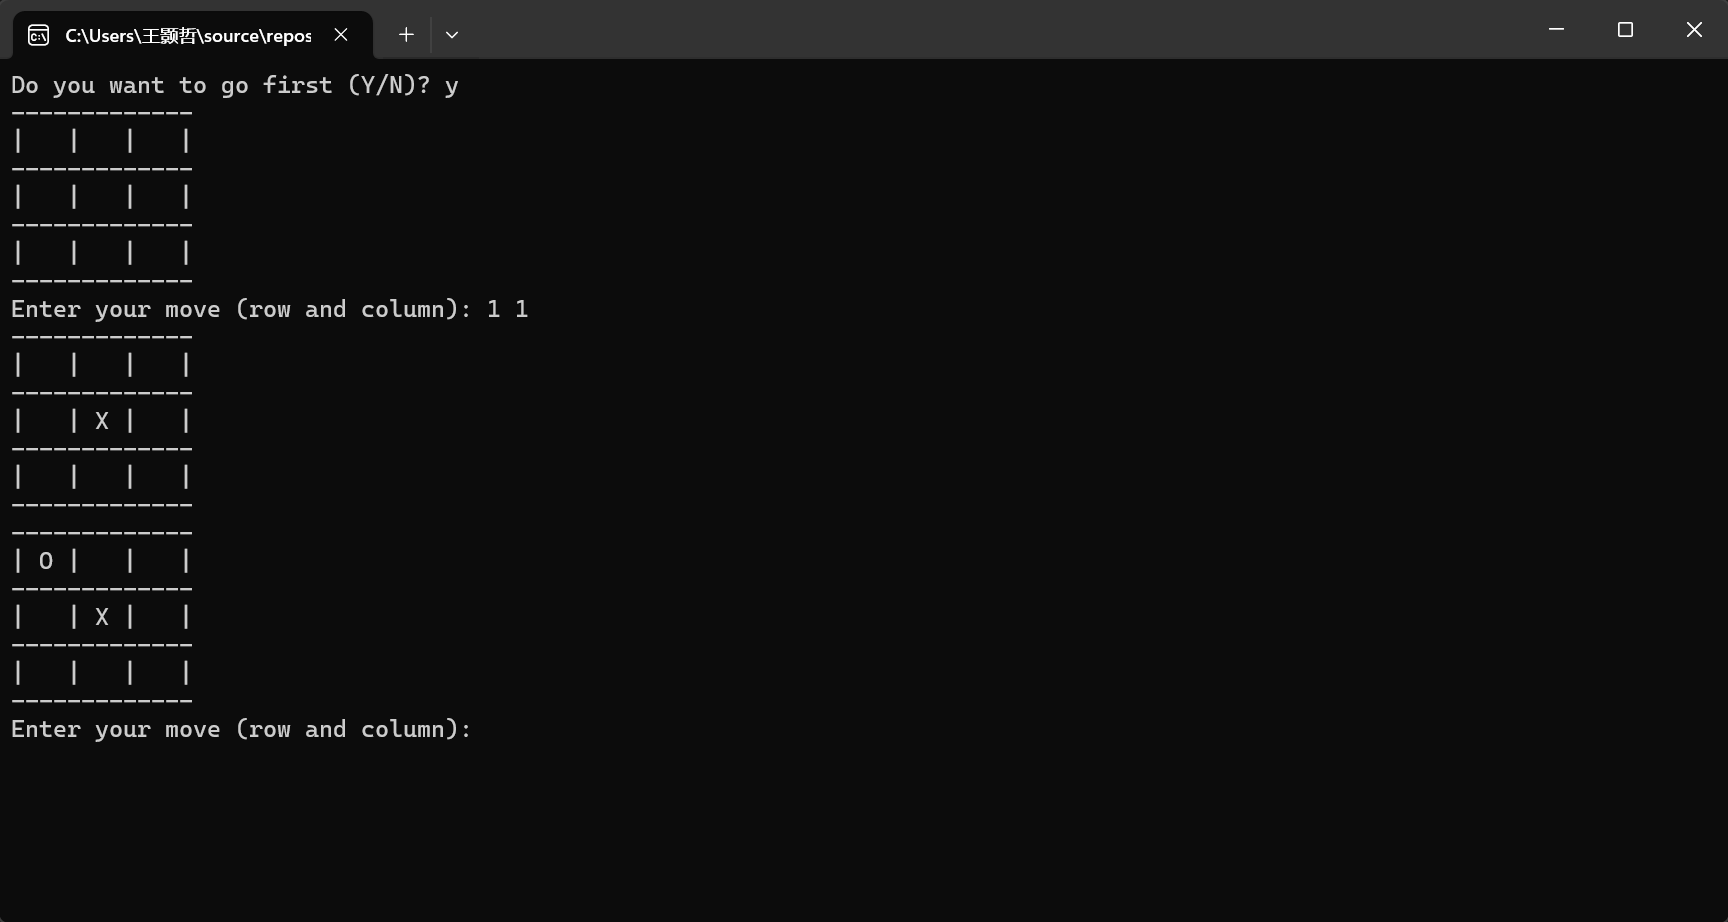 C:\Users\王颢哲\source\repos
Do you want to go first (Y/N)? y
-------------
|   |   |   |
-------------
|   |   |   |
-------------
|   |   |   |
-------------
Enter your move (row and column): 1 1
-------------
|   |   |   |
-------------
|   | X |   |
-------------
|   |   |   |
-------------
-------------
| O |   |   |
-------------
|   | X |   |
-------------
|   |   |   |
-------------
Enter your move (row and column):